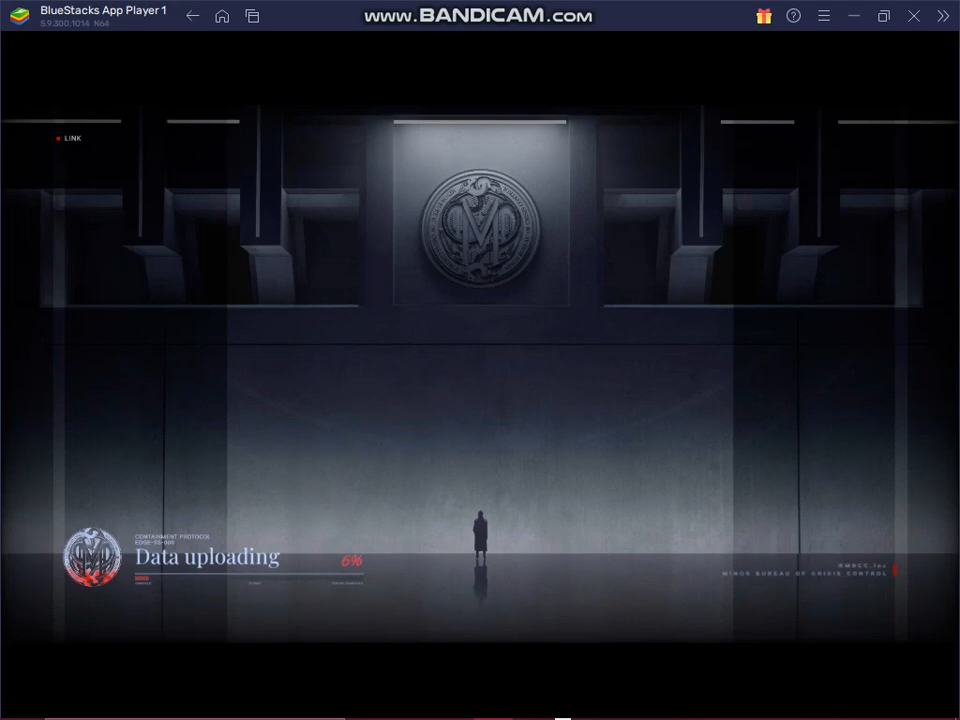 BlueStacks App Player 1
5.9.300.1014 N64
WWW.BANDICAM.COM
LINK
CONTAINMENT PROTOCOL
Data uploading
6%
MINOS BUREAU OF CRISIS CONTROL